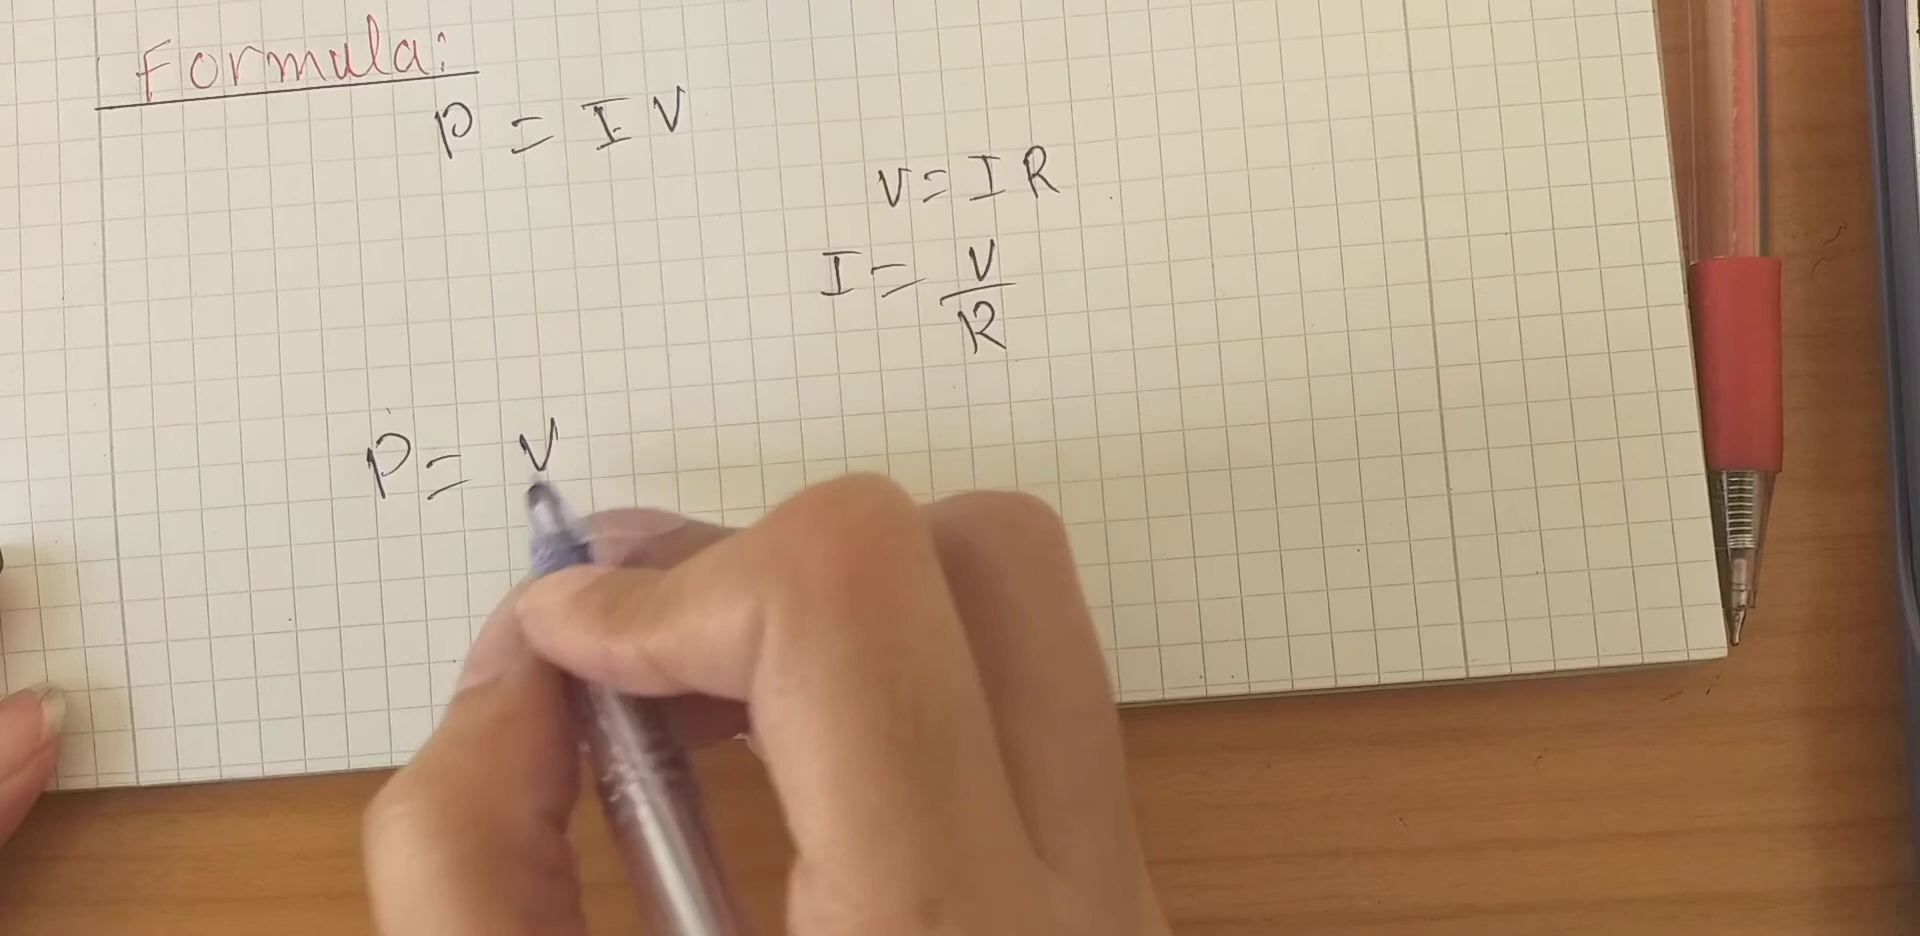 Formula:
P = I V
V = I R
I = V
R
P = V